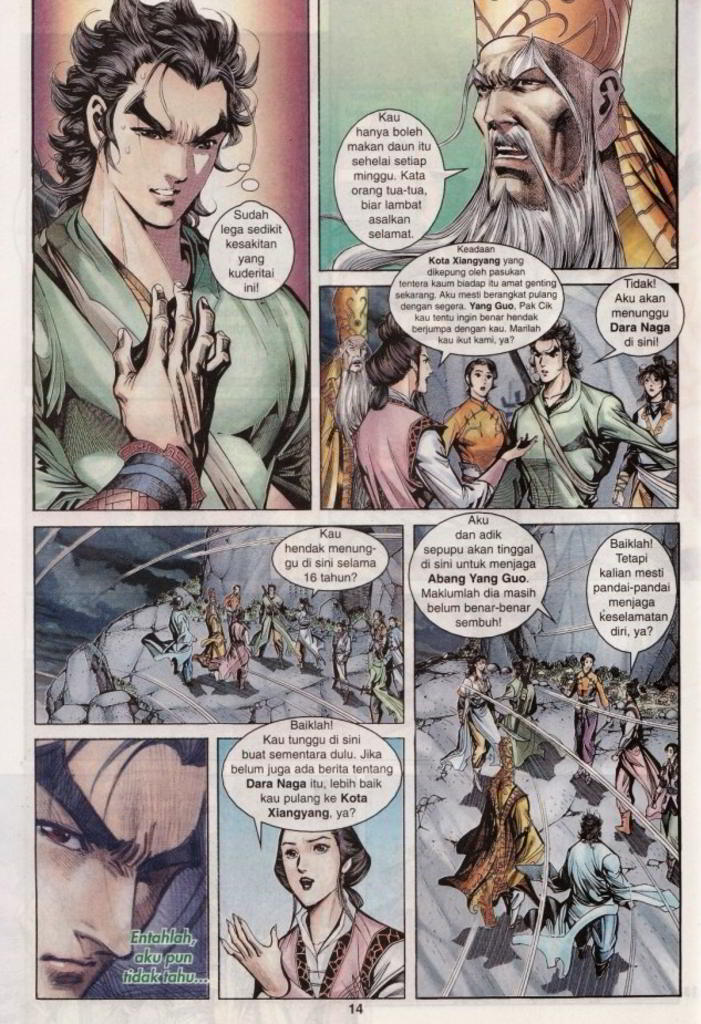 Sudah
lega sedikit
kesakitan
yang
kuderitai
ini!
Kau
hanya boleh
makan daun itu
sehelai setiap
minggu. Kata
orang tua-tua,
biar lambat
asalkan
selamat.
Keadaan
Kota Xiangyang yang
dikepung oleh pasukan
tentera kaum biadap itu amat genting
sekarang. Aku mesti berangkat pulang
dengan segera. Yang Guo, Pak Cik
kau tentu ingin benar hendak
berjumpa dengan kau. Marilah
kau ikut kami, ya?
Tidak!
Aku akan
menunggu
Dara Naga
di sini!
Kau
hendak menung-
gu di sini selama
16 tahun?
Entahlah,
aku pun
tidak tahu...
Baiklah!
Kau tunggu di sini
buat sementara dulu. Jika
belum juga ada berita tentang
Dara Naga itu, lebih baik
kau pulang ke Kota
Xiangyang, ya?
Aku
dan adik
sepupu akan tinggal
di sini untuk menjaga
Abang Yang Guo.
Maklumlah dia masih
belum benar-benar
sembuh!
Baiklah!
Tetapi
kalian mesti
pandai-pandai
menjaga
keselamatan
diri, ya?
14